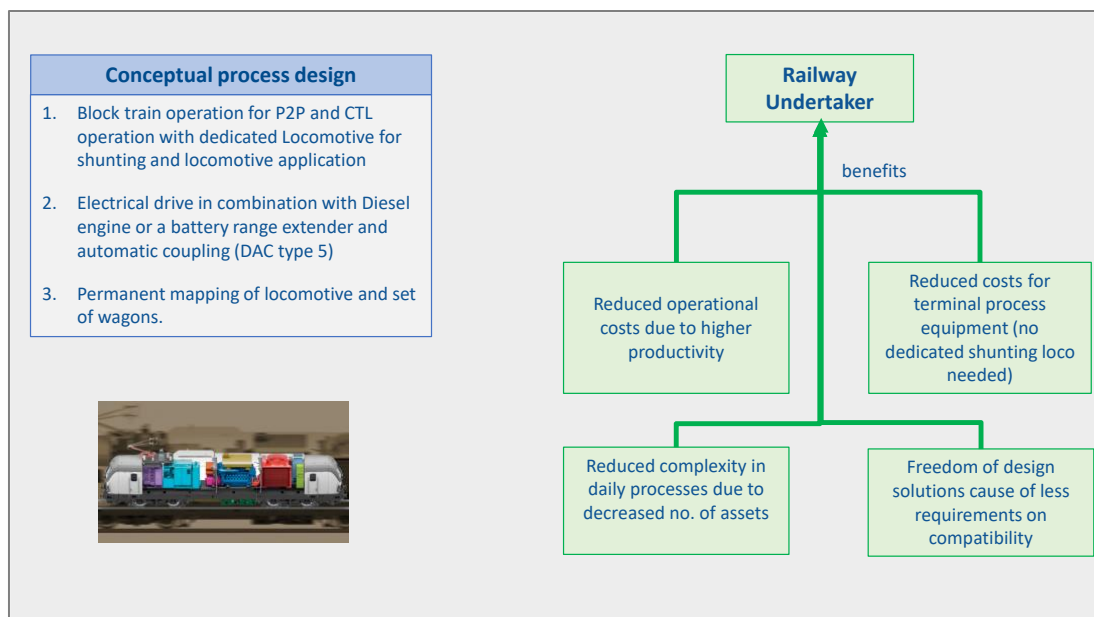 Conceptual process design
1. Block train operation for P2P and CTL
operation with dedicated Locomotive for
shunting and locomotive application
2. Electrical drive in combination with Diesel
engine or a battery range extender and
automatic coupling (DAC type 5)
3. Permanent mapping of locomotive and set
of wagons.
Railway
Undertaker
benefits
Reduced operational
costs due to higher
productivity
Reduced costs for
terminal process
equipment (no
dedicated shunting loco
needed)
Reduced complexity in
daily processes due to
decreased no. of assets
Freedom of design
solutions cause of less
requirements on
compatibility